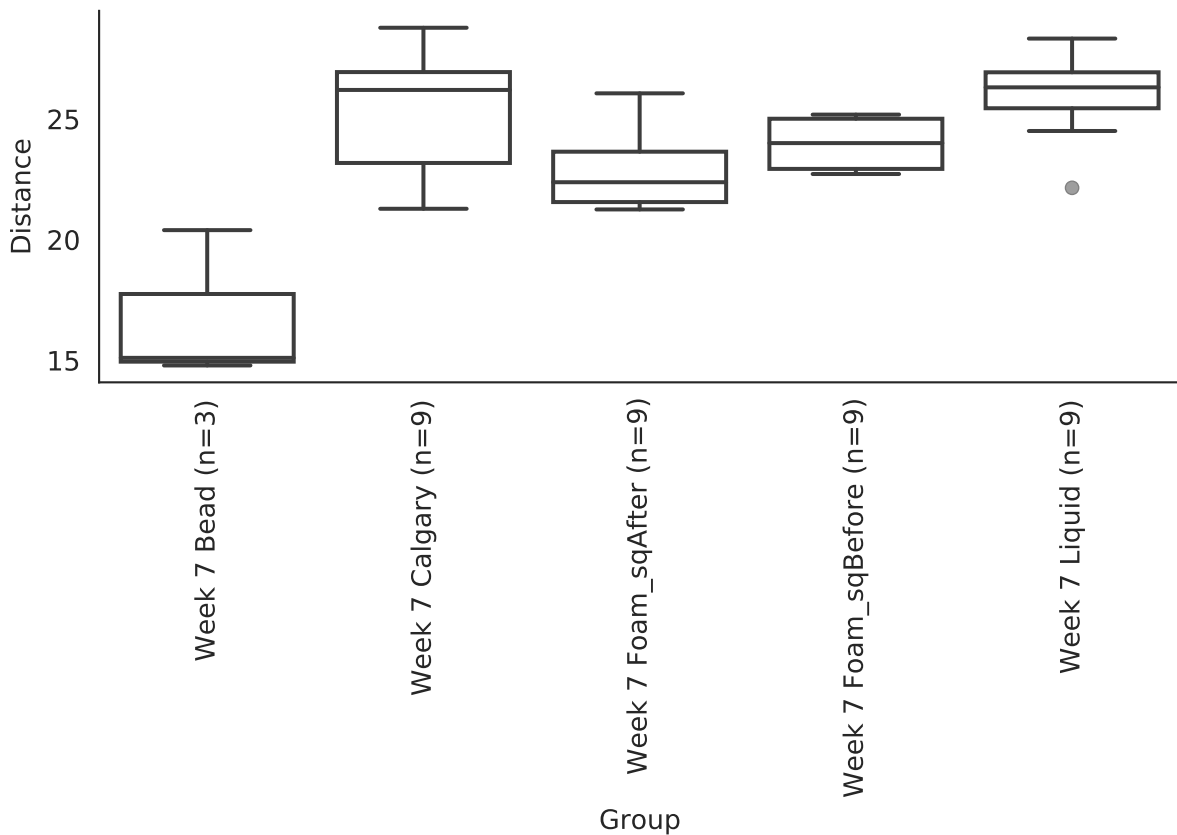 Distance
25
20
15
Week 7 Bead (n=3)
Week 7 Calgary (n=9)
Week 7 Foam_sqAfter (n=9)
Week 7 Foam_sqBefore (n=9)
Week 7 Liquid (n=9)
Group